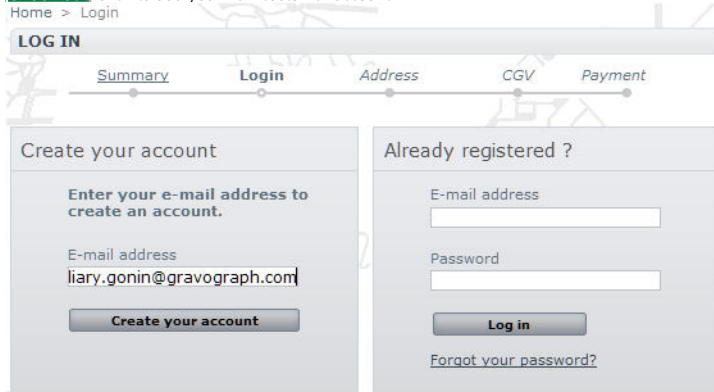 Home > Login
LOG IN
Summary Login Address CGV Payment
Create your account
Enter your e-mail address to
create an account.
E-mail address
liary.gonin@gravograph.com
Create your account
Already registered ?
E-mail address
Password
Log in
Forgot your password?